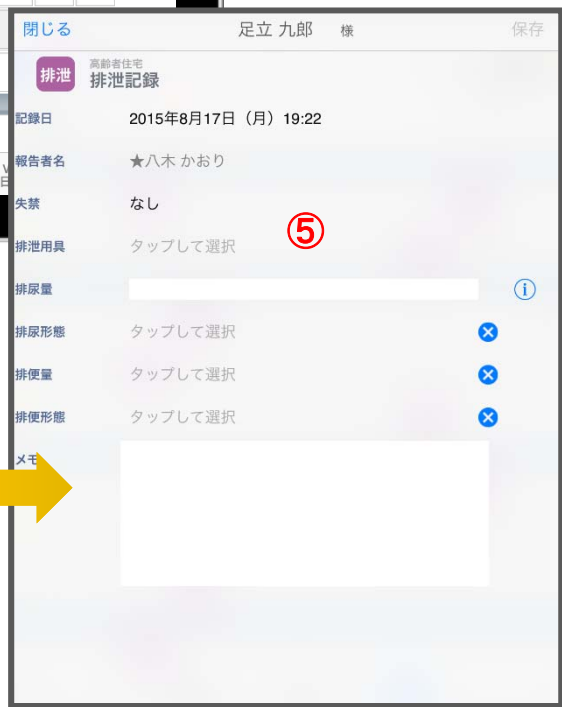 閉じる 足立 九郎 様 保存
排泄 高齢者住宅
排泄記録
記録日 2015年8月17日（月）19:22
報告者名 ★八木 かおり
失禁 なし
⑤
排泄用具 タップして選択
排尿量
排尿形態 タップして選択
排便量 タップして選択
排便形態 タップして選択
メモ